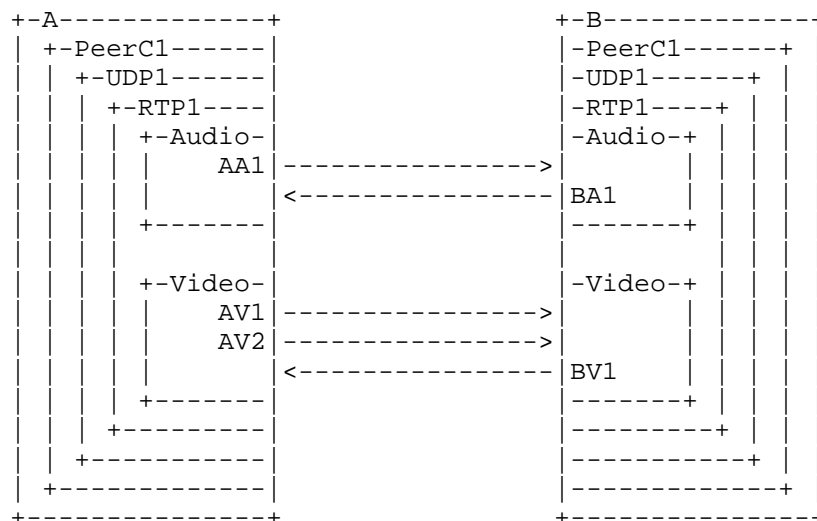 +-A-------------+                 +-B---------------+
| +-PeerC1------|                 |-PeerC1------+ |
| | +-UDP1------|                 |-UDP1------+ | |
| | | +-RTP1----|                 |-RTP1----+ | | |
| | | | +-Audio-|                 |-Audio-+ | | | |
| | | | |    AA1|---------------->|       | | | | |
| | | | |       |<----------------|BA1    | | | | |
| | | | +-------|                 |-------+ | | | |
| | | |         |                 |         | | | |
| | | | +-Video-|                 |-Video-+ | | | |
| | | | |    AV1|---------------->|       | | | | |
| | | | |    AV2|---------------->|       | | | | |
| | | | |       |<----------------|BV1    | | | | |
| | | | +-------|                 |-------+ | | | |
| | | +---------|                 |---------+ | | |
| | +-----------|                 |-----------+ | |
| +-------------|                 |-------------+ |
+---------------+                 +----------------